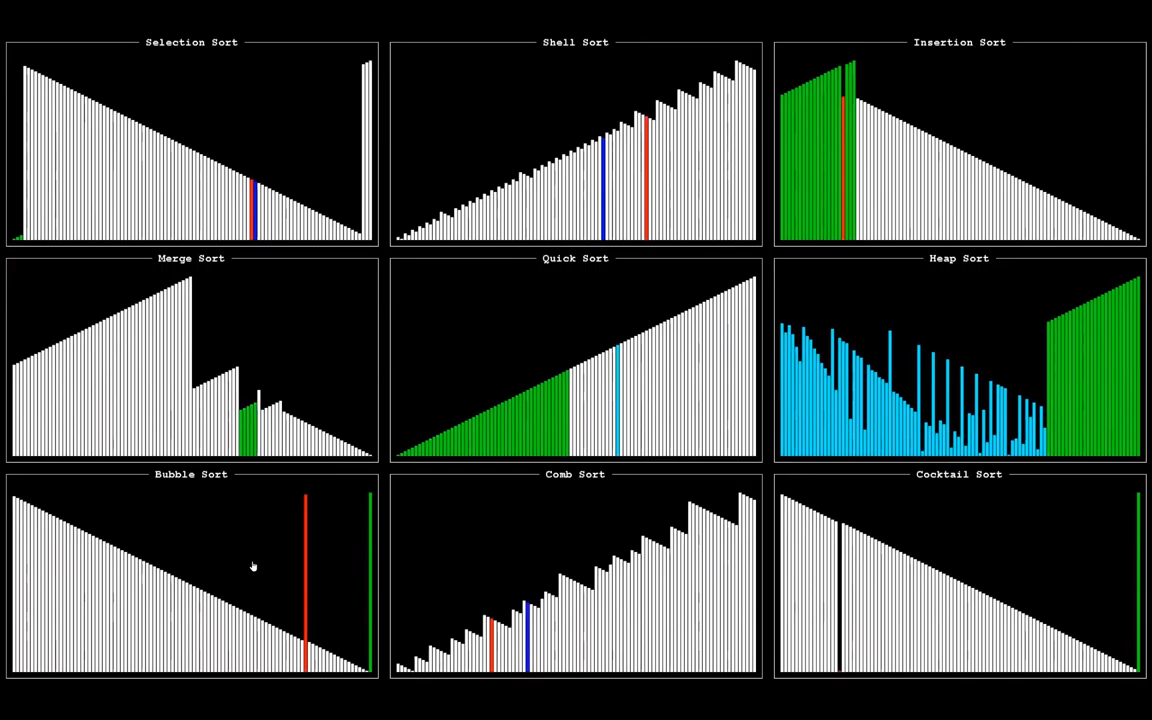 Selection Sort
Shell Sort
Insertion Sort
Merge Sort
Quick Sort
Heap Sort
Bubble Sort
Comb Sort
Cocktail Sort